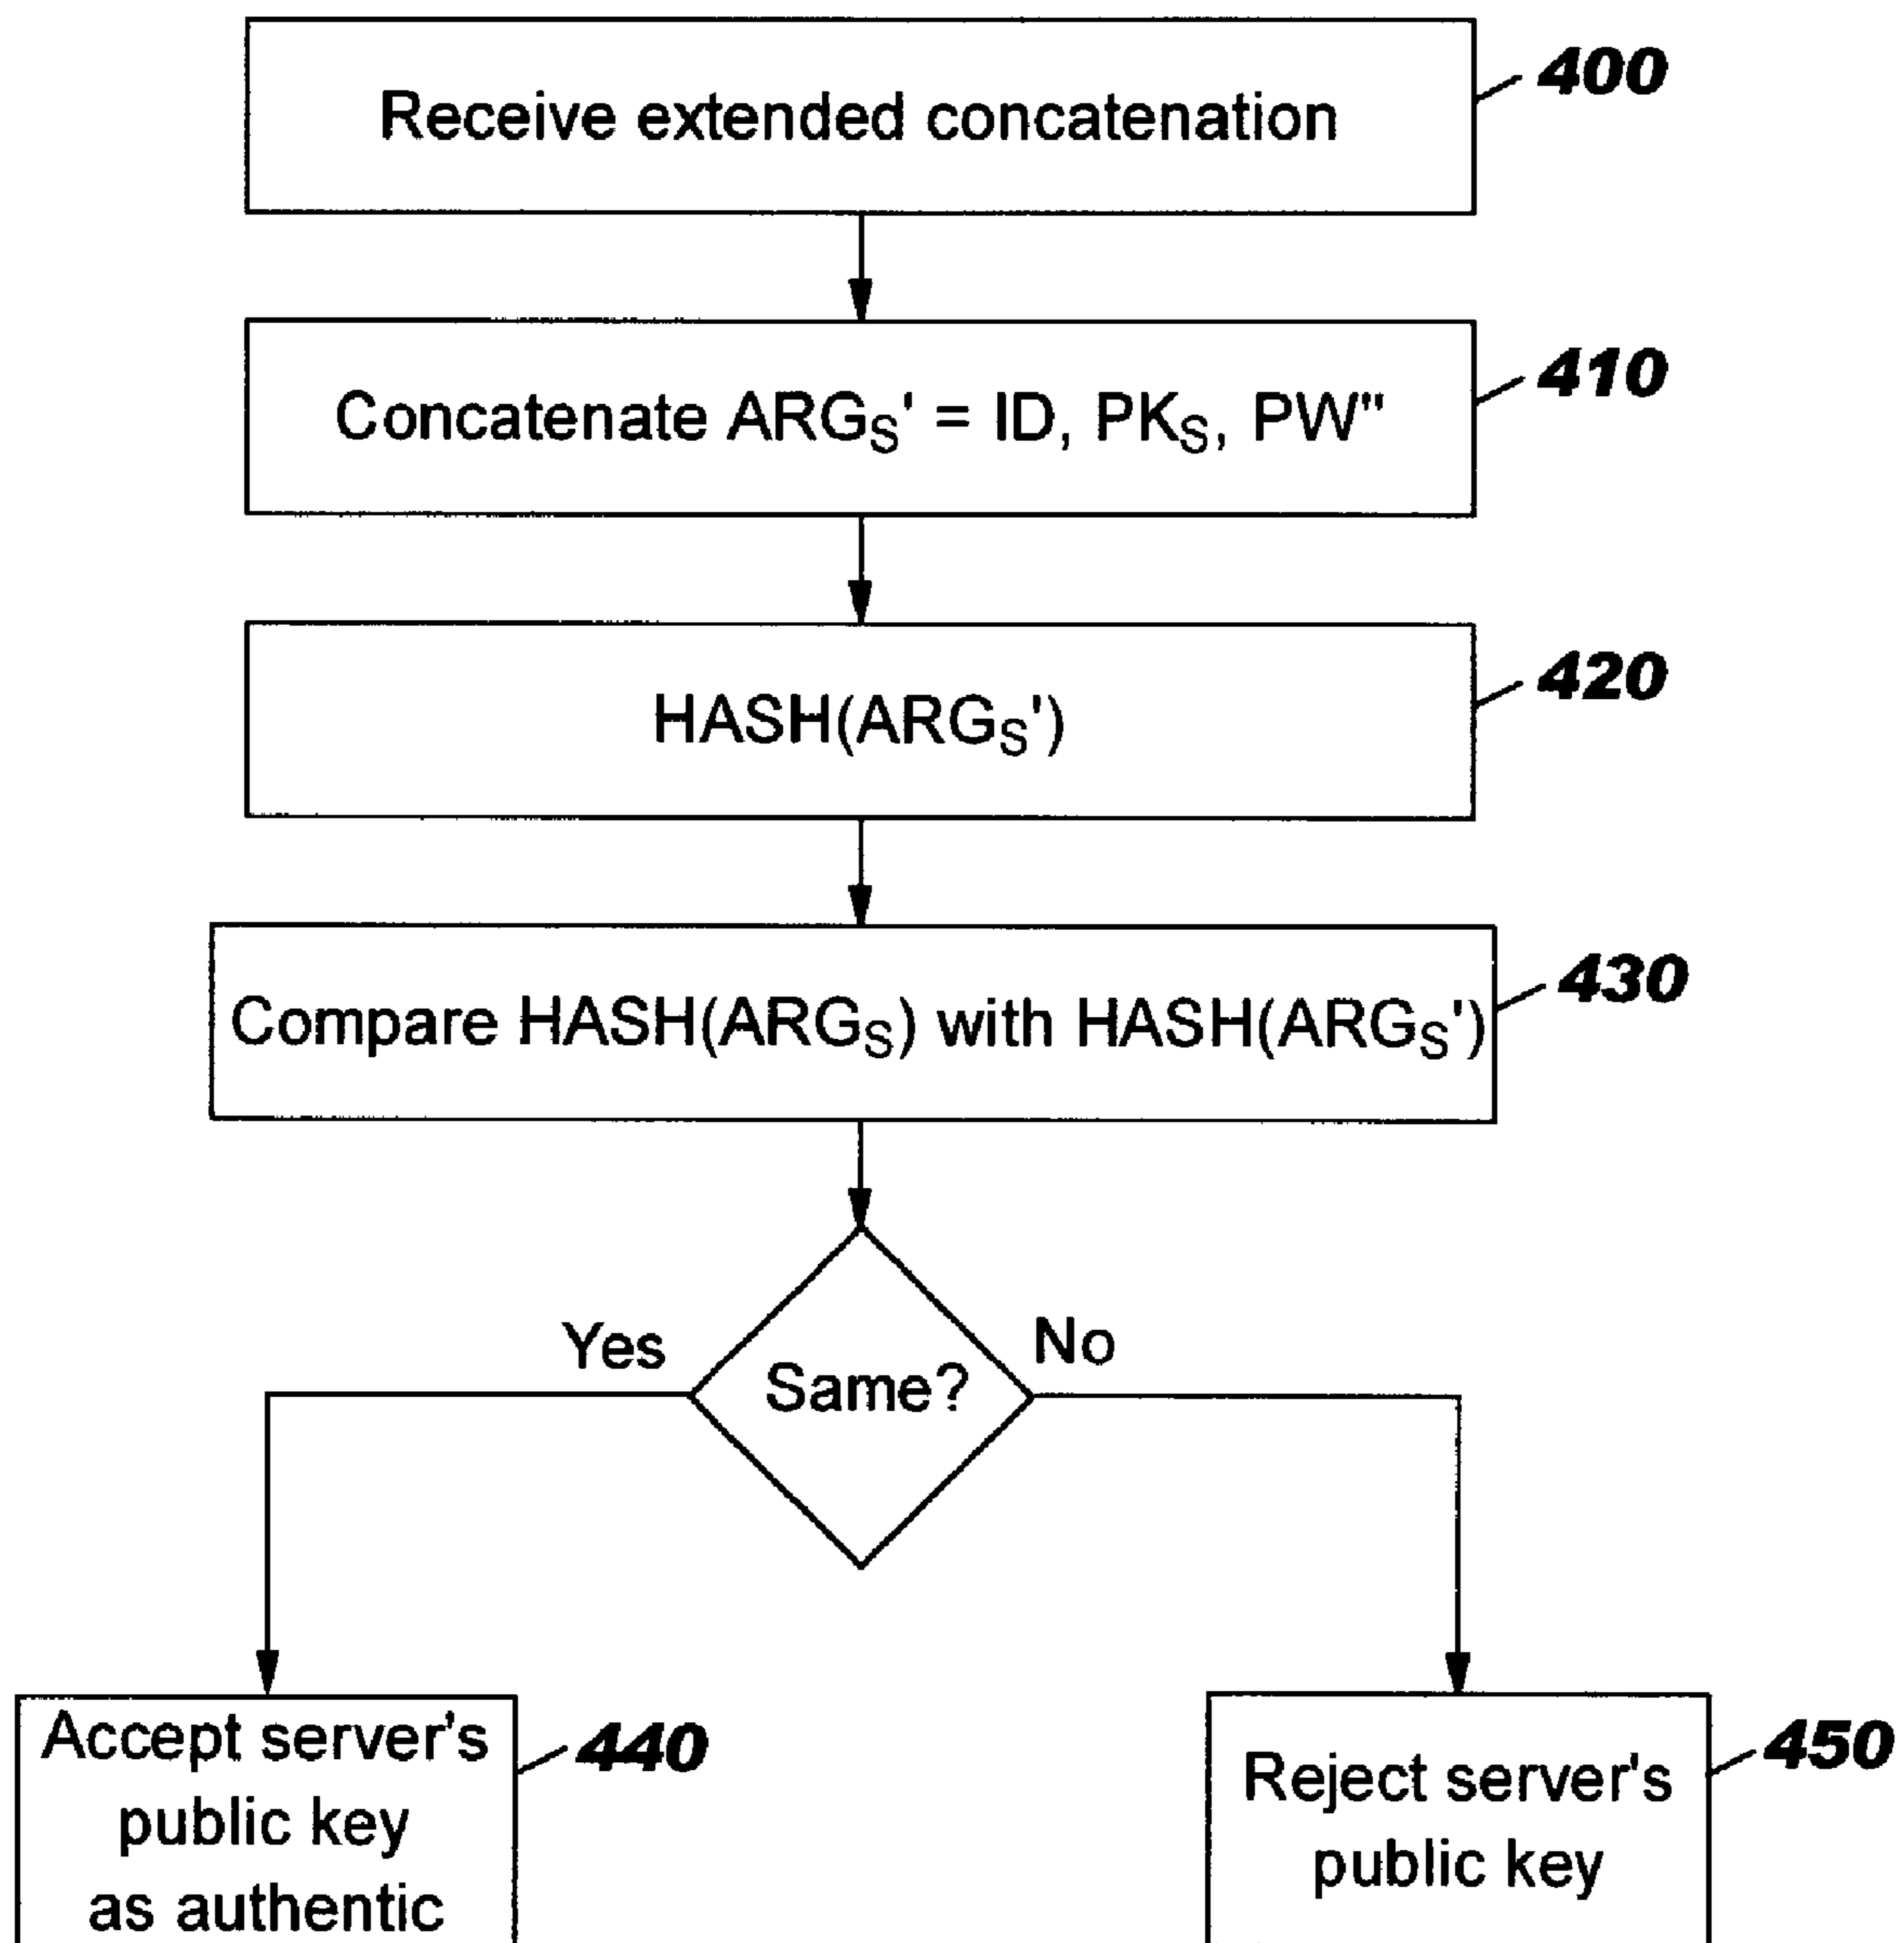 Receive extended concatenation
400
Concatenate ARGS' = ID, PKS, PW"
410
HASH(ARGS')
420
Compare HASH(ARGS) with HASH(ARGS')
430
Yes
Same?
No
Accept server's
public key
as authentic
440
Reject server's
public key
450